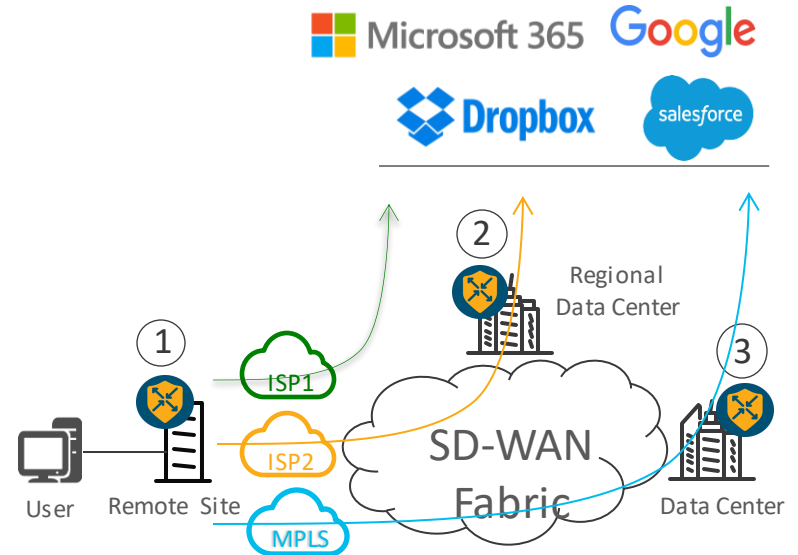 Microsoft 365
Google
Dropbox
salesforce
2
Regional
Data Center
1
3
ISP1
SD-WAN
Fabric
ISP2
User
Remote Site
Data Center
MPLS